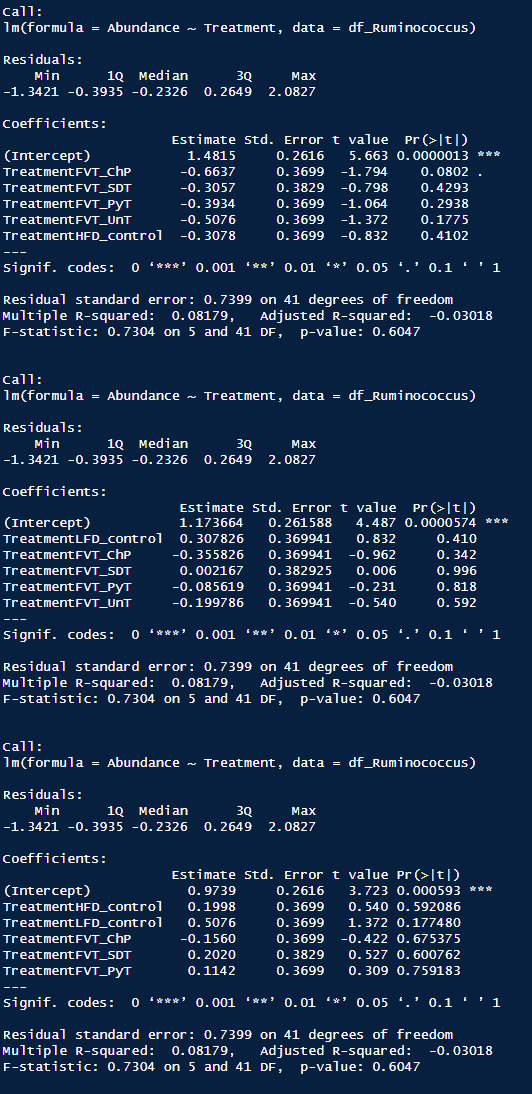 Call:
lm(formula = Abundance ~ Treatment, data = df_Ruminococcus)
Residuals:
    Min      1Q  Median      3Q     Max
-1.3421 -0.3935 -0.2326  0.2649  2.0827
Coefficients:
                     Estimate Std. Error t value  Pr(>|t|)
(Intercept)            1.4815     0.2616   5.663 0.0000013 ***
TreatmentFVT_ChP      -0.6637     0.3699  -1.794    0.0802 .
TreatmentFVT_SDT      -0.3057     0.3829  -0.798    0.4293
TreatmentFVT_PyT      -0.3934     0.3699  -1.064    0.2938
TreatmentFVT_UnT      -0.5076     0.3699  -1.372    0.1775
TreatmentHFD_control  -0.3078     0.3699  -0.832    0.4102
---
Signif. codes:  0 ‘***’ 0.001 ‘**’ 0.01 ‘*’ 0.05 ‘.’ 0.1 ‘ ’ 1
Residual standard error: 0.7399 on 41 degrees of freedom
Multiple R-squared:  0.08179,   Adjusted R-squared:  -0.03018
F-statistic: 0.7304 on 5 and 41 DF,  p-value: 0.6047
Call:
lm(formula = Abundance ~ Treatment, data = df_Ruminococcus)
Residuals:
    Min      1Q  Median      3Q     Max
-1.3421 -0.3935 -0.2326  0.2649  2.0827
Coefficients:
                      Estimate Std. Error t value  Pr(>|t|)
(Intercept)           1.173664   0.261588   4.487 0.0000574 ***
TreatmentLFD_control  0.307826   0.369941   0.832     0.410
TreatmentFVT_ChP     -0.355826   0.369941  -0.962     0.342
TreatmentFVT_SDT      0.002167   0.382925   0.006     0.996
TreatmentFVT_PyT     -0.085619   0.369941  -0.231     0.818
TreatmentFVT_UnT     -0.199786   0.369941  -0.540     0.592
---
Signif. codes:  0 ‘***’ 0.001 ‘**’ 0.01 ‘*’ 0.05 ‘.’ 0.1 ‘ ’ 1
Residual standard error: 0.7399 on 41 degrees of freedom
Multiple R-squared:  0.08179,   Adjusted R-squared:  -0.03018
F-statistic: 0.7304 on 5 and 41 DF,  p-value: 0.6047
Call:
lm(formula = Abundance ~ Treatment, data = df_Ruminococcus)
Residuals:
    Min      1Q  Median      3Q     Max
-1.3421 -0.3935 -0.2326  0.2649  2.0827
Coefficients:
                     Estimate Std. Error t value Pr(>|t|)
(Intercept)            0.9739     0.2616   3.723 0.000593 ***
TreatmentHFD_control   0.1998     0.3699   0.540 0.592086
TreatmentLFD_control   0.5076     0.3699   1.372 0.177480
TreatmentFVT_ChP      -0.1560     0.3699  -0.422 0.675375
TreatmentFVT_SDT       0.2020     0.3829   0.527 0.600762
TreatmentFVT_PyT       0.1142     0.3699   0.309 0.759183
---
Signif. codes:  0 ‘***’ 0.001 ‘**’ 0.01 ‘*’ 0.05 ‘.’ 0.1 ‘ ’ 1
Residual standard error: 0.7399 on 41 degrees of freedom
Multiple R-squared:  0.08179,   Adjusted R-squared:  -0.03018
F-statistic: 0.7304 on 5 and 41 DF,  p-value: 0.6047